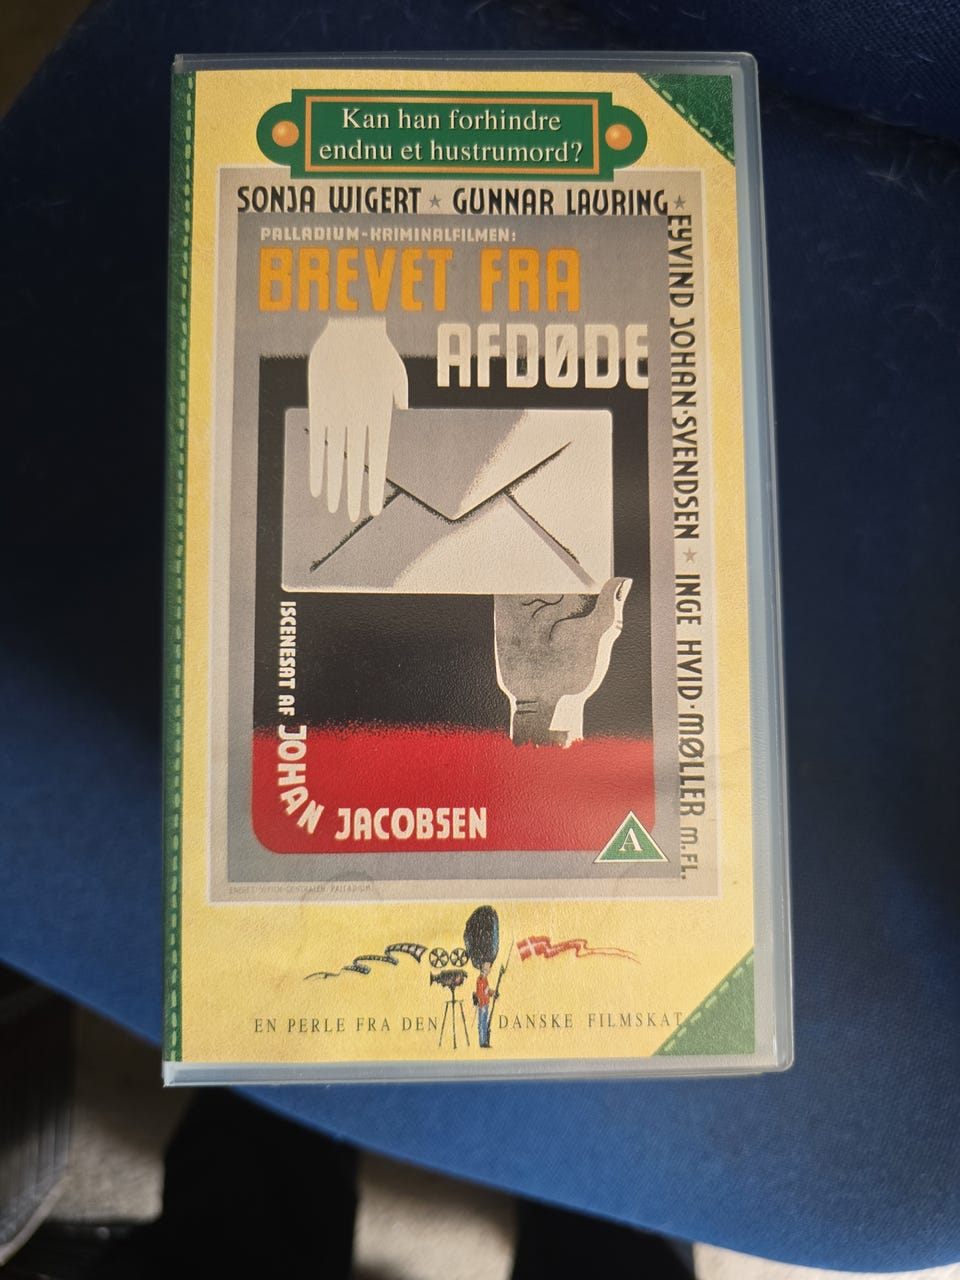 Kan han forhindre
endnu et hustrumord?
SONJA WIGERT ★ GUNNAR LAURING ★
EYVIND JOHAN-SVENDSEN ★ INGE HVID-MØLLER M.FL.
PALLADIUM-KRIMINALFILMEN:
BREVET FRA
AFDØDE
ISCENESAT AF JOHAN JACOBSEN
A
EN PERLE FRA DEN DANSKE FILMSKAT